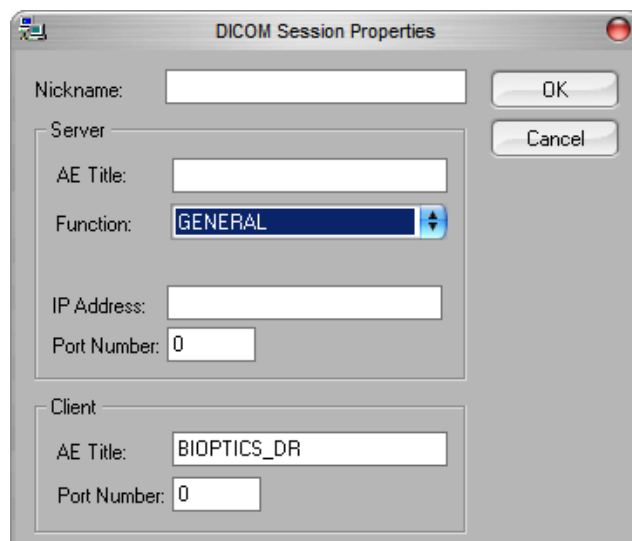 DICOM Session Properties
Nickname:
OK
Server
Cancel
AE Title:
Function: GENERAL
IP Address:
Port Number: 0
Client
AE Title: BIOPTICS_DR
Port Number: 0